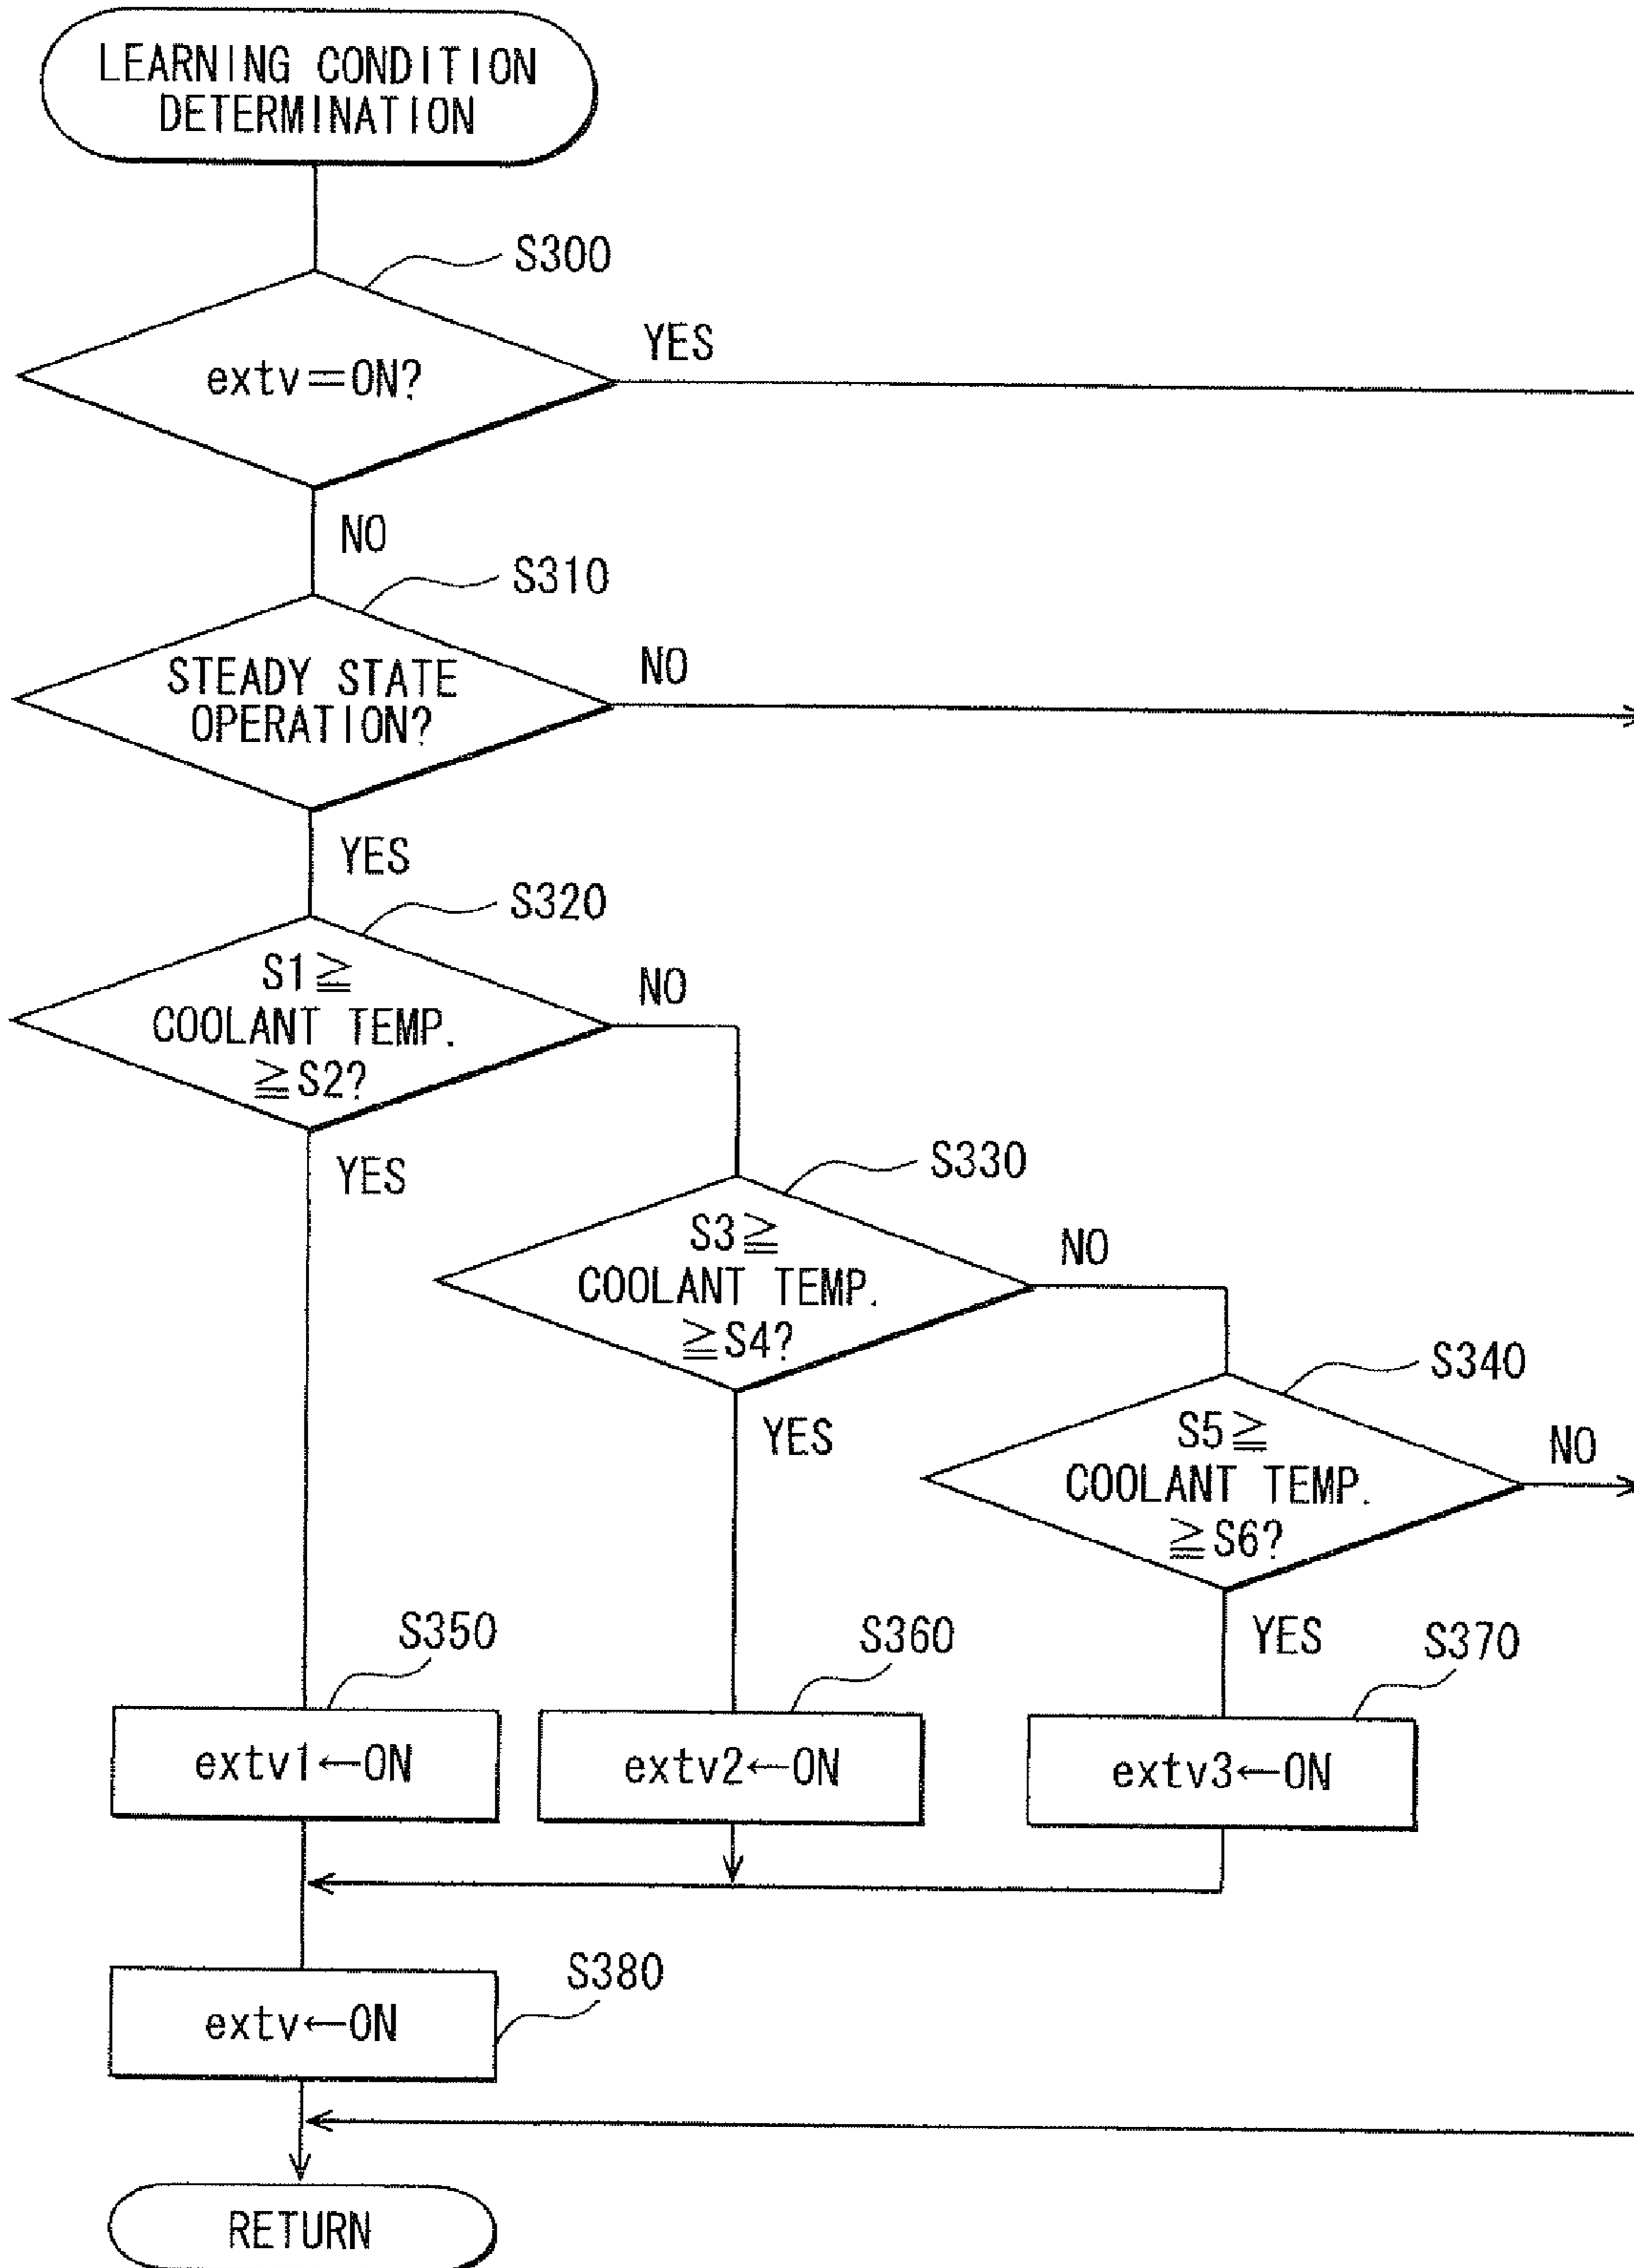 LEARNING CONDITION
DETERMINATION
S300
YES
extv=ON?
NO
S310
NO
STEADY STATE
OPERATION?
YES
S320
S1≧
COOLANT TEMP.
≧S2?
NO
YES
S330
S3≧
COOLANT TEMP.
≧S4?
NO
YES
S340
S5≧
COOLANT TEMP.
≧S6?
NO
YES
S350
extv1←ON
S360
extv2←ON
S370
extv3←ON
S380
extv←ON
RETURN